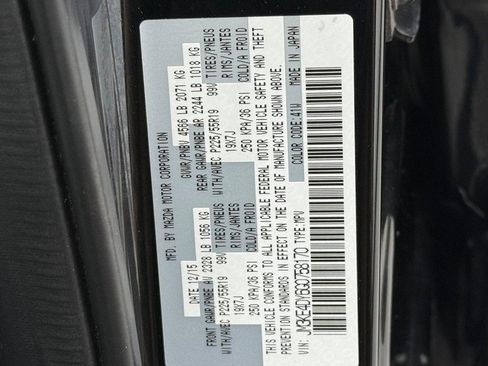 MFD. BY MAZDA MOTOR CORPORATION
DATE: 12/15 GVWR/PNBV 4566 LB 2071 KG
FRONT GAWR/PNBE AV 2328 LB 1056 KG REAR GAWR/PNBE AR 2244 LB 1018 KG
WITH/AVEC P225/55R19 99V TIRES/PNEUS WITH/AVEC P225/55R19 99V TIRES/PNEUS
19X7J RIMS/JANTES 19X7J RIMS/JANTES
250 KPA/36 PSI COLD/A FROID 250 KPA/36 PSI COLD/A FROID
THIS VEHICLE CONFORMS TO ALL APPLICABLE FEDERAL MOTOR VEHICLE SAFETY AND THEFT
PREVENTION STANDARDS IN EFFECT ON THE DATE OF MANUFACTURE SHOWN ABOVE.
JM3KE4DY6G0758170 TYPE:MPV COLOR CODE:41W MADE IN JAPAN